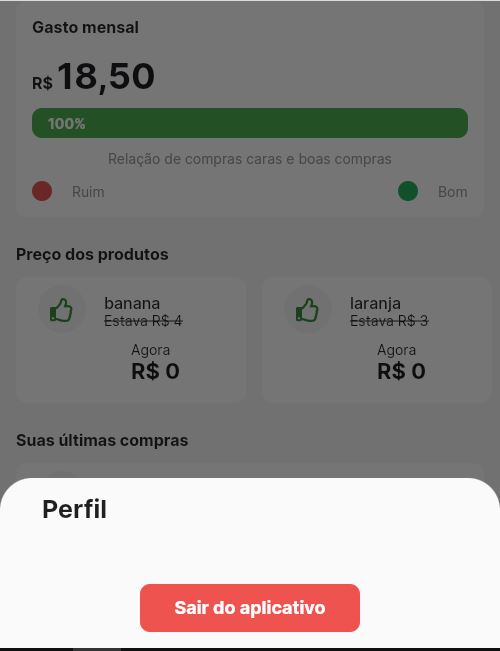 Gasto mensal
R$ 18,50
100%
Relação de compras caras e boas compras
Ruim Bom
Preço dos produtos
banana
Estava R$ 4
Agora
R$ 0
laranja
Estava R$ 3
Agora
R$ 0
Suas últimas compras
Perfil
Sair do aplicativo